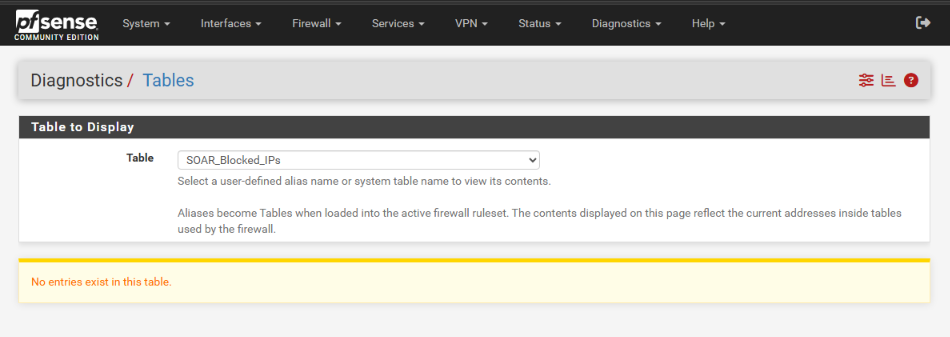 pfsense
COMMUNITY EDITION
System Interfaces Firewall Services VPN Status Diagnostics Help
Diagnostics / Tables
?
Table to Display
Table SOAR_Blocked_IPs
Select a user-defined alias name or system table name to view its contents.
Aliases become Tables when loaded into the active firewall ruleset. The contents displayed on this page reflect the current addresses inside tables
used by the firewall.
No entries exist in this table.